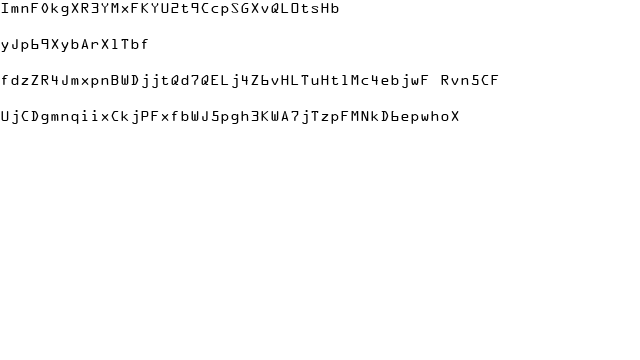 ImnF0kgXR3YMxFKYU2t9CcpSGXvQLOtsHb
yJp69XybArXlTbf
fdzZR4JmxpnBWDjjtQd7QELj4Z6vHLTuHtlMc4ebjwF Rvn5CF
UjCDgmnqiixCkjPFxfbWJ5pgh3KWA7jTzpFMNkD6epwhoX